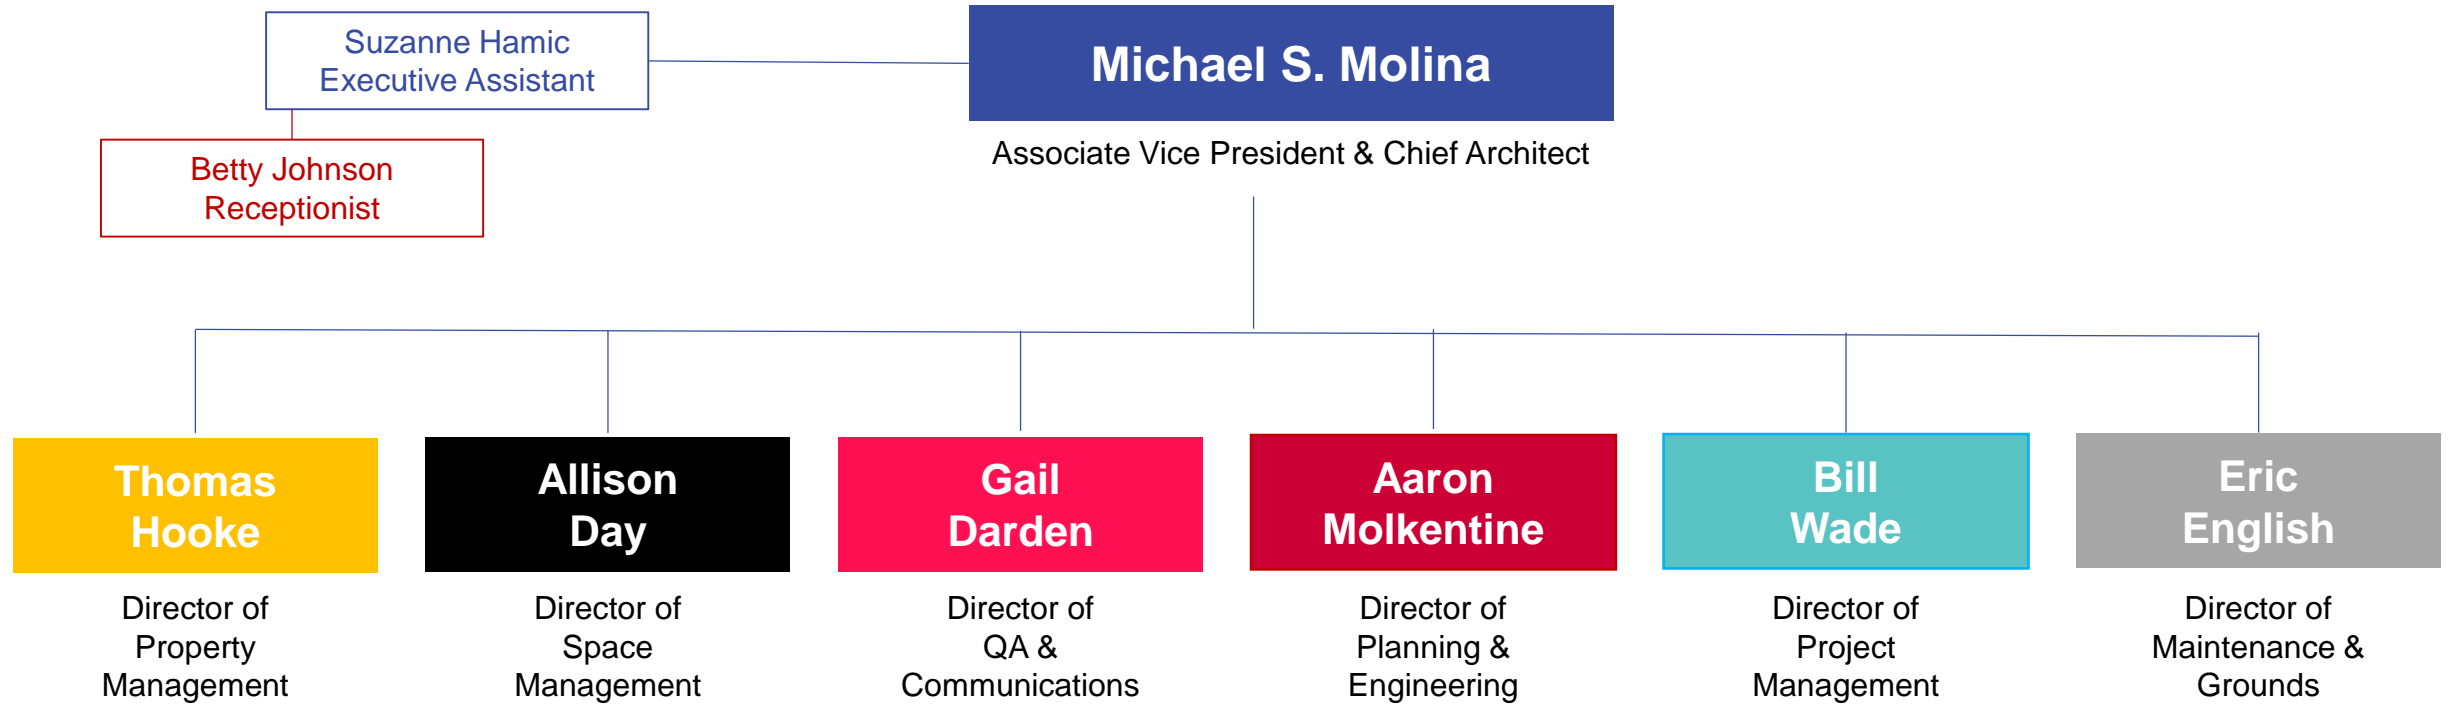 Suzanne Hamic
Executive Assistant
Michael S. Molina
Associate Vice President & Chief Architect
Betty Johnson
Receptionist
Thomas
Hooke
Director of
Property
Management
Allison
Day
Director of
Space
Management
Gail
Darden
Director of
QA &
Communications
Aaron
Molkentine
Director of
Planning &
Engineering
Bill
Wade
Director of
Project
Management
Eric
English
Director of
Maintenance &
Grounds